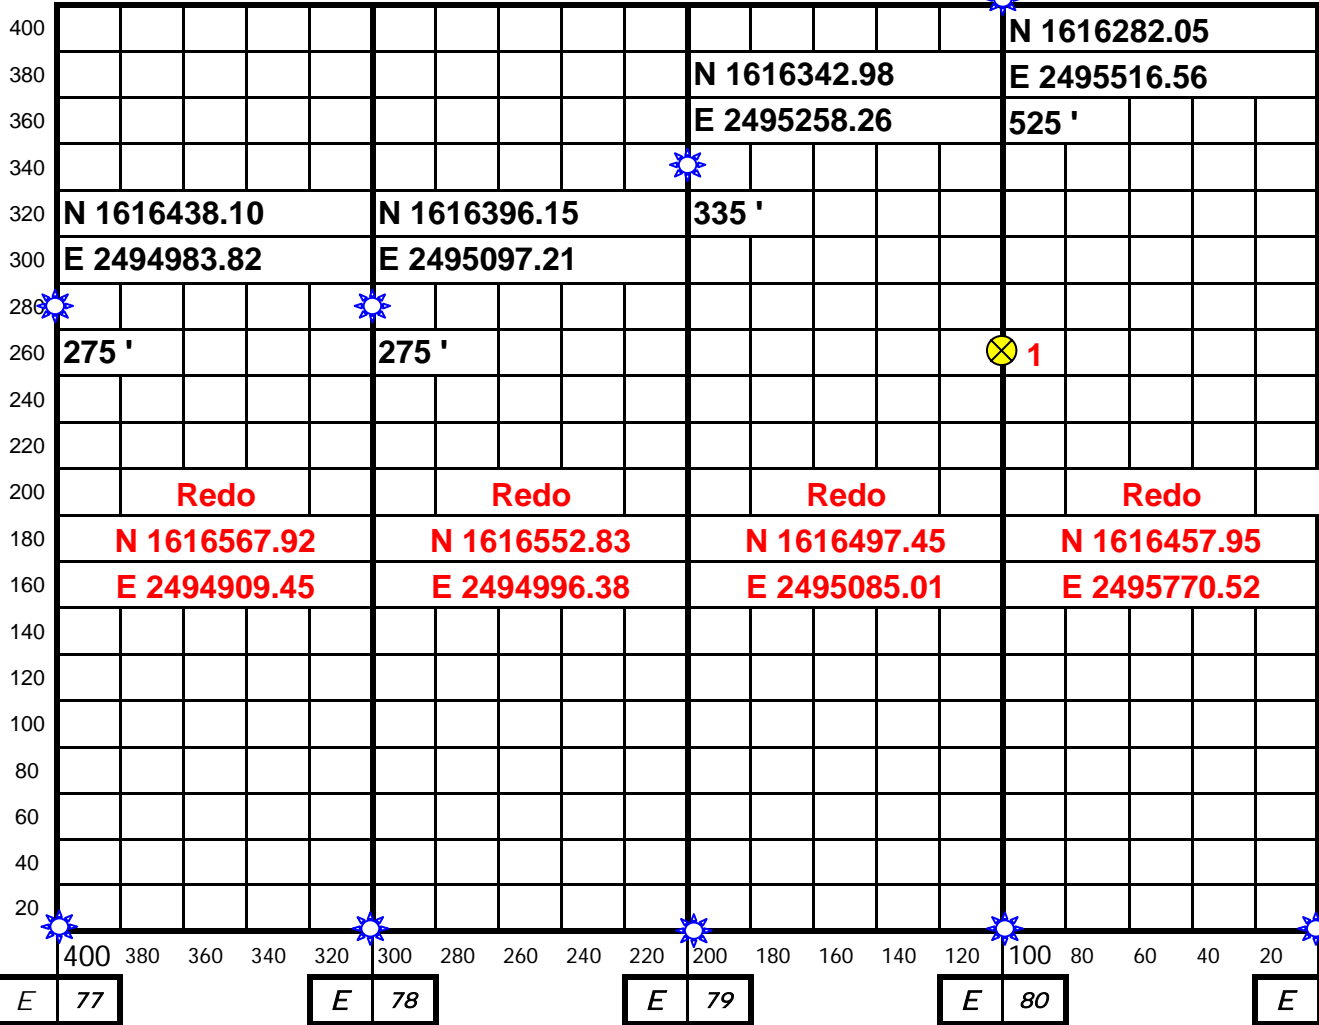 400
N 1616282.05
380
N 1616342.98
E 2495516.56
360
E 2495258.26
525 '
340
320
N 1616438.10
N 1616396.15
335 '
300
E 2494983.82
E 2495097.21
280
260
275 '
275 '
1
240
220
200
Redo
Redo
Redo
Redo
180
N 1616567.92
N 1616552.83
N 1616497.45
N 1616457.95
160
E 2494909.45
E 2494996.38
E 2495085.01
E 2495770.52
140
120
100
80
60
40
20
400 380 360 340 320 300 280 260 240 220 200 180 160 140 120 100 80 60 40 20
E 77
E 78
E 79
E 80
E